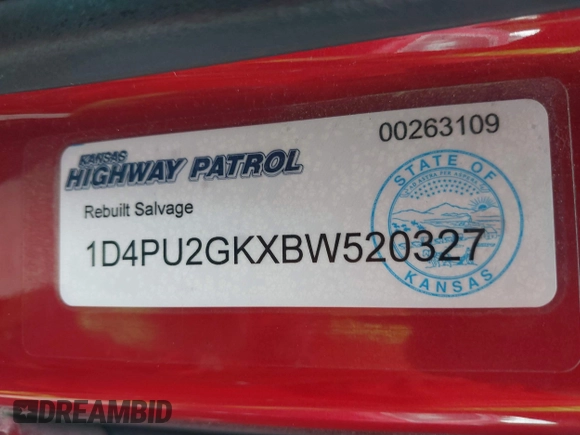 00263109
KANSAS
HIGHWAY PATROL
Rebuilt Salvage
1D4PU2GKXBW520327
STATE OF
KANSAS
DREAMBID